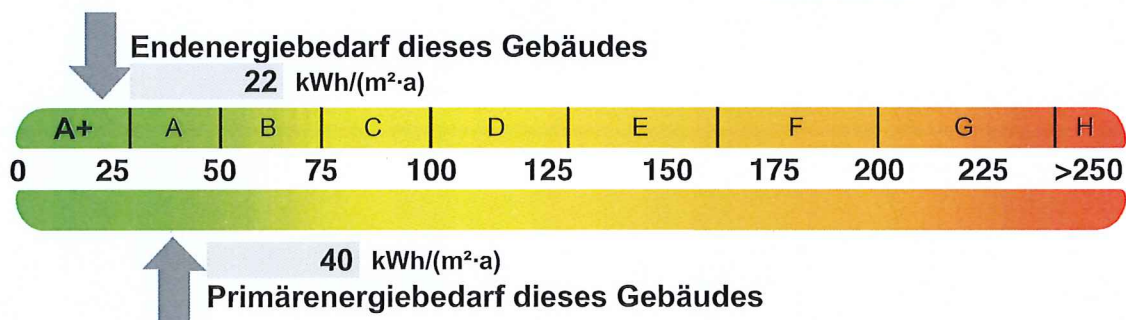 Endenergiebedarf dieses Gebäudes
22 kWh/(m²·a)
A+ A B C D E F G H
0 25 50 75 100 125 150 175 200 225 >250
40 kWh/(m²·a)
Primärenergiebedarf dieses Gebäudes